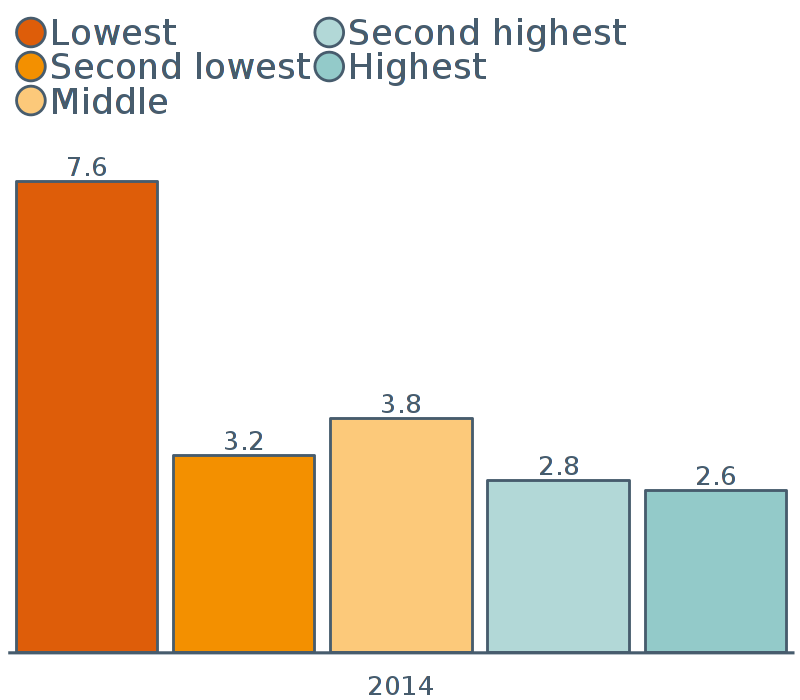 Lowest
Second lowest
Middle
Second highest
Highest
7.6
3.2
3.8
2.8
2.6
2014